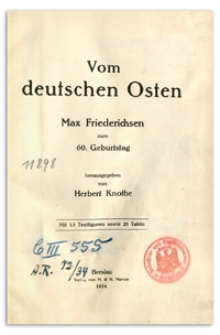 Vom
deutschen Osten
Max Friederichsen
zum
60. Geburtstag
11898
herausgegeben
von
Herbert Knothe
Mit 13 Textfiguren sowie 25 Tafeln
C III 555
A.R. 72/34
Breslau
Verlag von M. & H. Marcus
1934